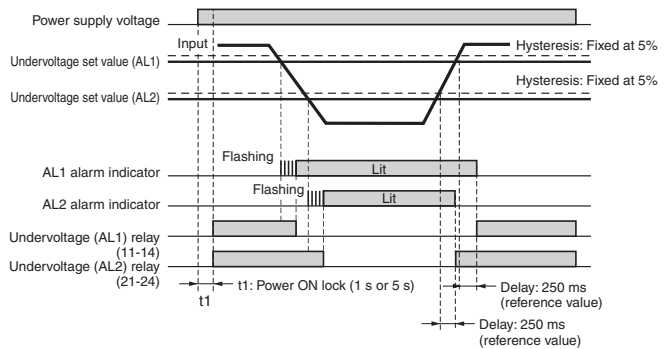 Power supply voltage
Input
Hysteresis: Fixed at 5%
Undervoltage set value (AL1)
Hysteresis: Fixed at 5%
Undervoltage set value (AL2)
Flashing
AL1 alarm indicator
Lit
Flashing
AL2 alarm indicator
Lit
Undervoltage (AL1) relay
(11-14)
Undervoltage (AL2) relay
(21-24)
t1: Power ON lock (1 s or 5 s)
t1
Delay: 250 ms
(reference value)
Delay: 250 ms
(reference value)